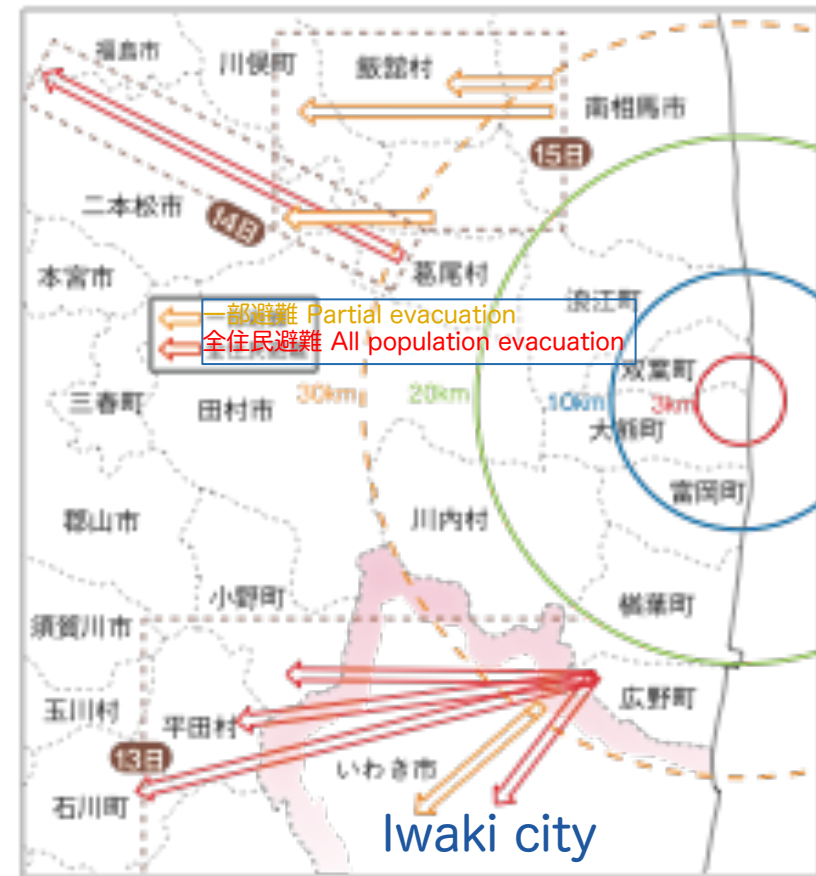 福島市
川俣町
飯舘村
南相馬市
15日
二本松市
14日
本宮市
葛尾村
浪江町
一部避難 Partial evacuation
全住民避難 All population evacuation
双葉町
三春町
田村市
30km
20km
10km
3km
大熊町
富岡町
郡山市
川内村
小野町
楢葉町
須賀川市
玉川村
平田村
広野町
13日
いわき市
石川町
Iwaki city